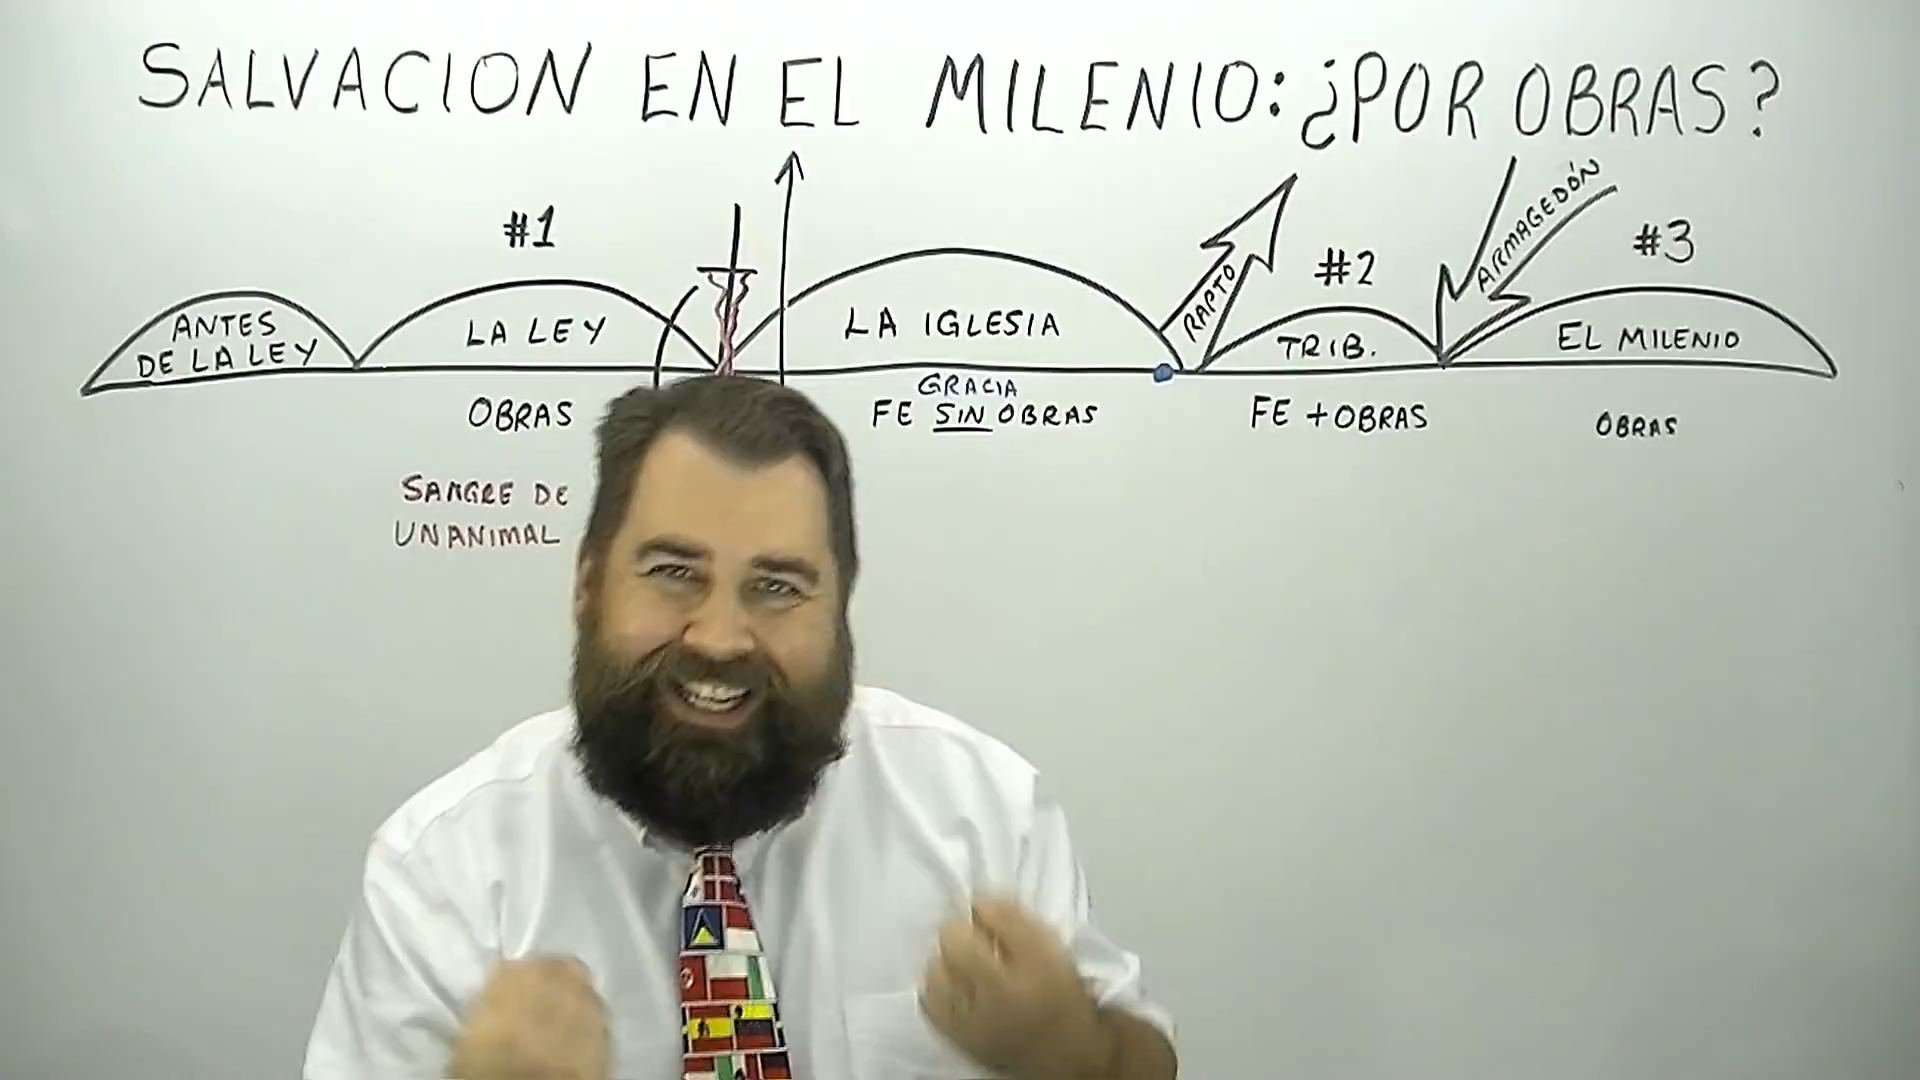 SALVACION EN EL MILENIO: ¿POR OBRAS?
#1
#2
#3
ANTES
DE LA LEY
LA LEY
LA IGLESIA
RAPTO
TRIB.
ARMAGEDÓN
EL MILENIO
OBRAS
GRACIA
FE SIN OBRAS
FE + OBRAS
OBRAS
SANGRE DE
UN ANIMAL